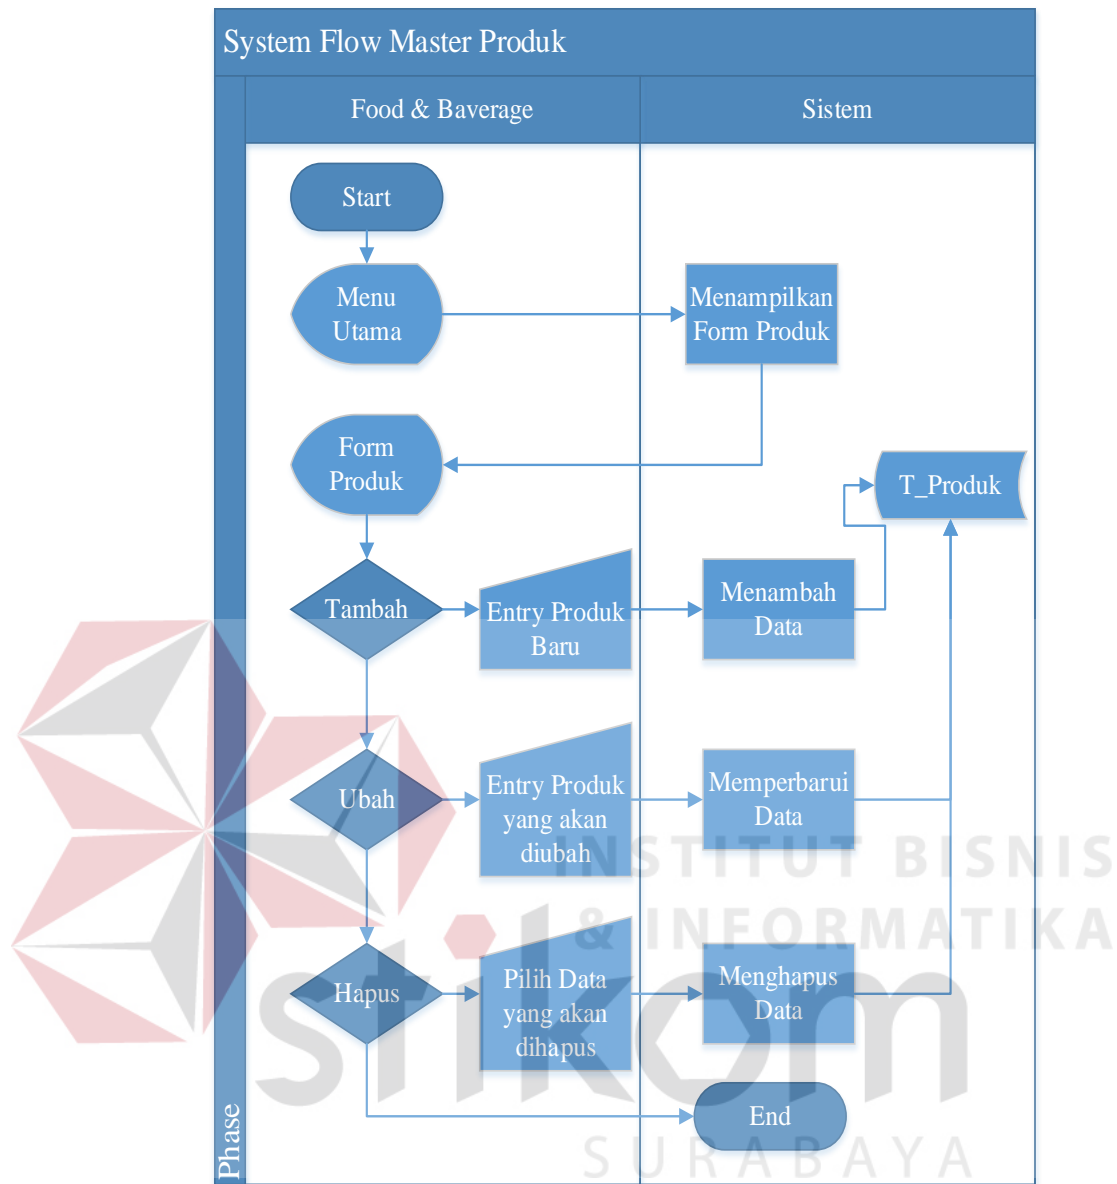 System Flow Master Produk
Food & Baverage
Sistem
Start
Menu
Utama
Menampilkan
Form Produk
Form
Produk
T_Produk
Tambah
Entry Produk
Baru
Menambah
Data
Ubah
Entry Produk
yang akan
diubah
Memperbarui
Data
Hapus
Pilih Data
yang akan
dihapus
Menghapus
Data
End
Phase
INSTITUT BISNIS
& INFORMATIKA
stikom
SURABAYA